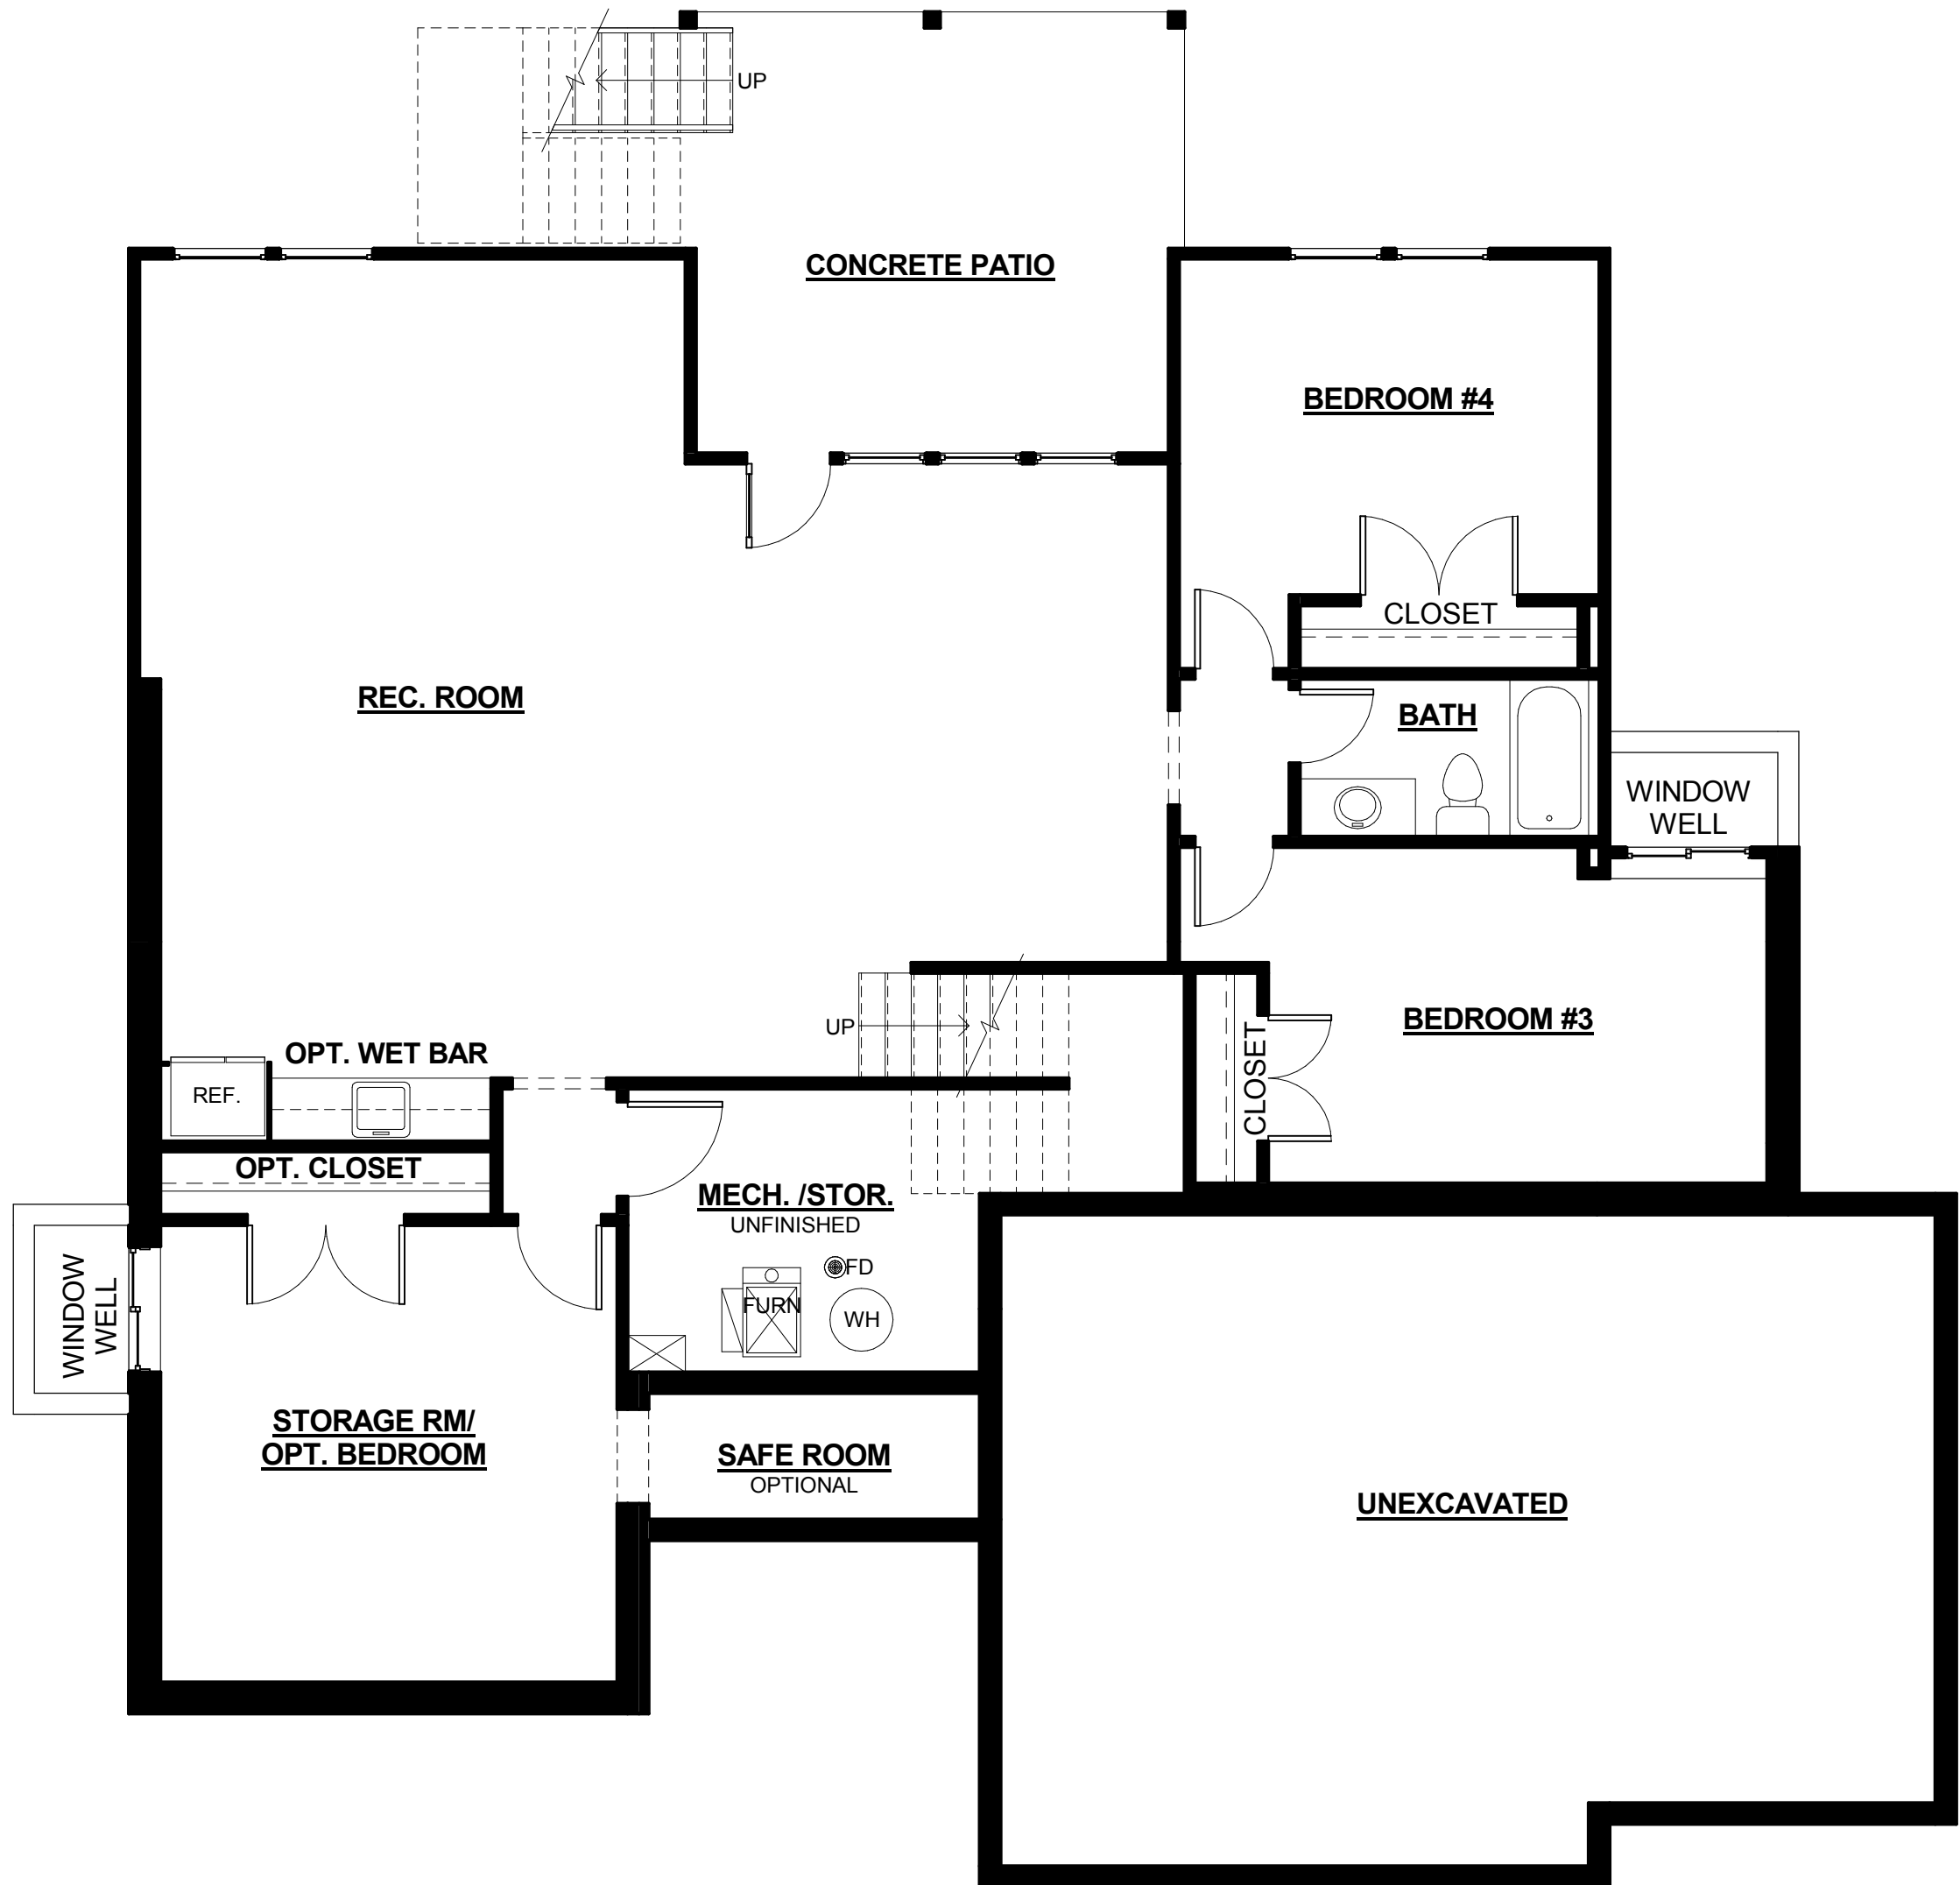 UP
CONCRETE PATIO
BEDROOM #4
CLOSET
REC. ROOM
BATH
WINDOW
WELL
UP
BEDROOM #3
CLOSET
OPT. WET BAR
REF.
OPT. CLOSET
MECH. /STOR.
UNFINISHED
FD
FURN
WH
WINDOW
WELL
STORAGE RM/
OPT. BEDROOM
SAFE ROOM
OPTIONAL
UNEXCAVATED